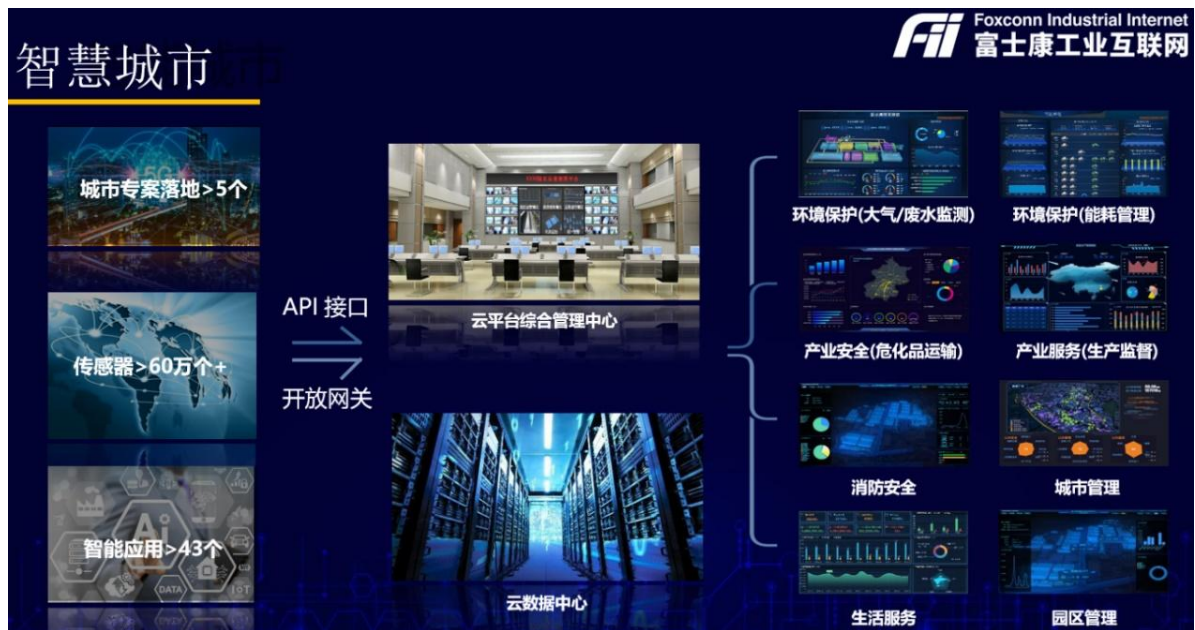 智慧城市
Foxconn Industrial Internet
富士康工业互联网
城市专案落地>5个
5G
传感器>60万个+
AI
智能应用>43个
DATA
IoT
API 接口
开放网关
云平台综合管理中心
云数据中心
环境保护(大气/废水监测)
环境保护(能耗管理)
产业安全(危化品运输)
产业服务(生产监督)
消防安全
城市管理
生活服务
园区管理